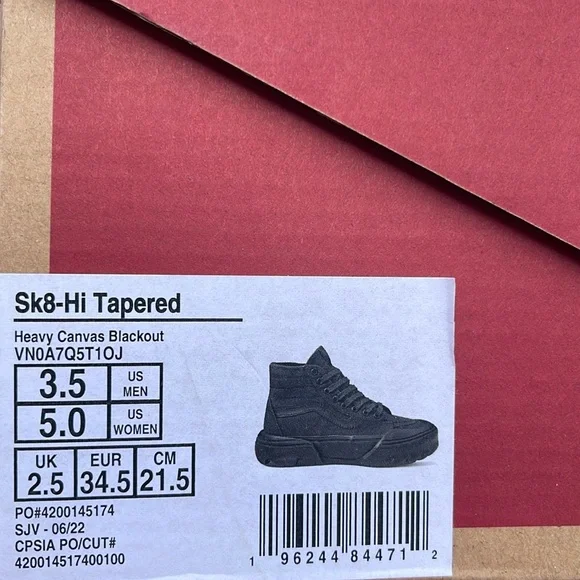 Sk8-Hi Tapered
Heavy Canvas Blackout
VN0A7Q5T1OJ
3.5 US MEN
5.0 US WOMEN
UK EUR CM
2.5 34.5 21.5
PO#4200145174
SJV - 06/22
CPSIA PO/CUT#
420014517400100
1 96244 84471 2